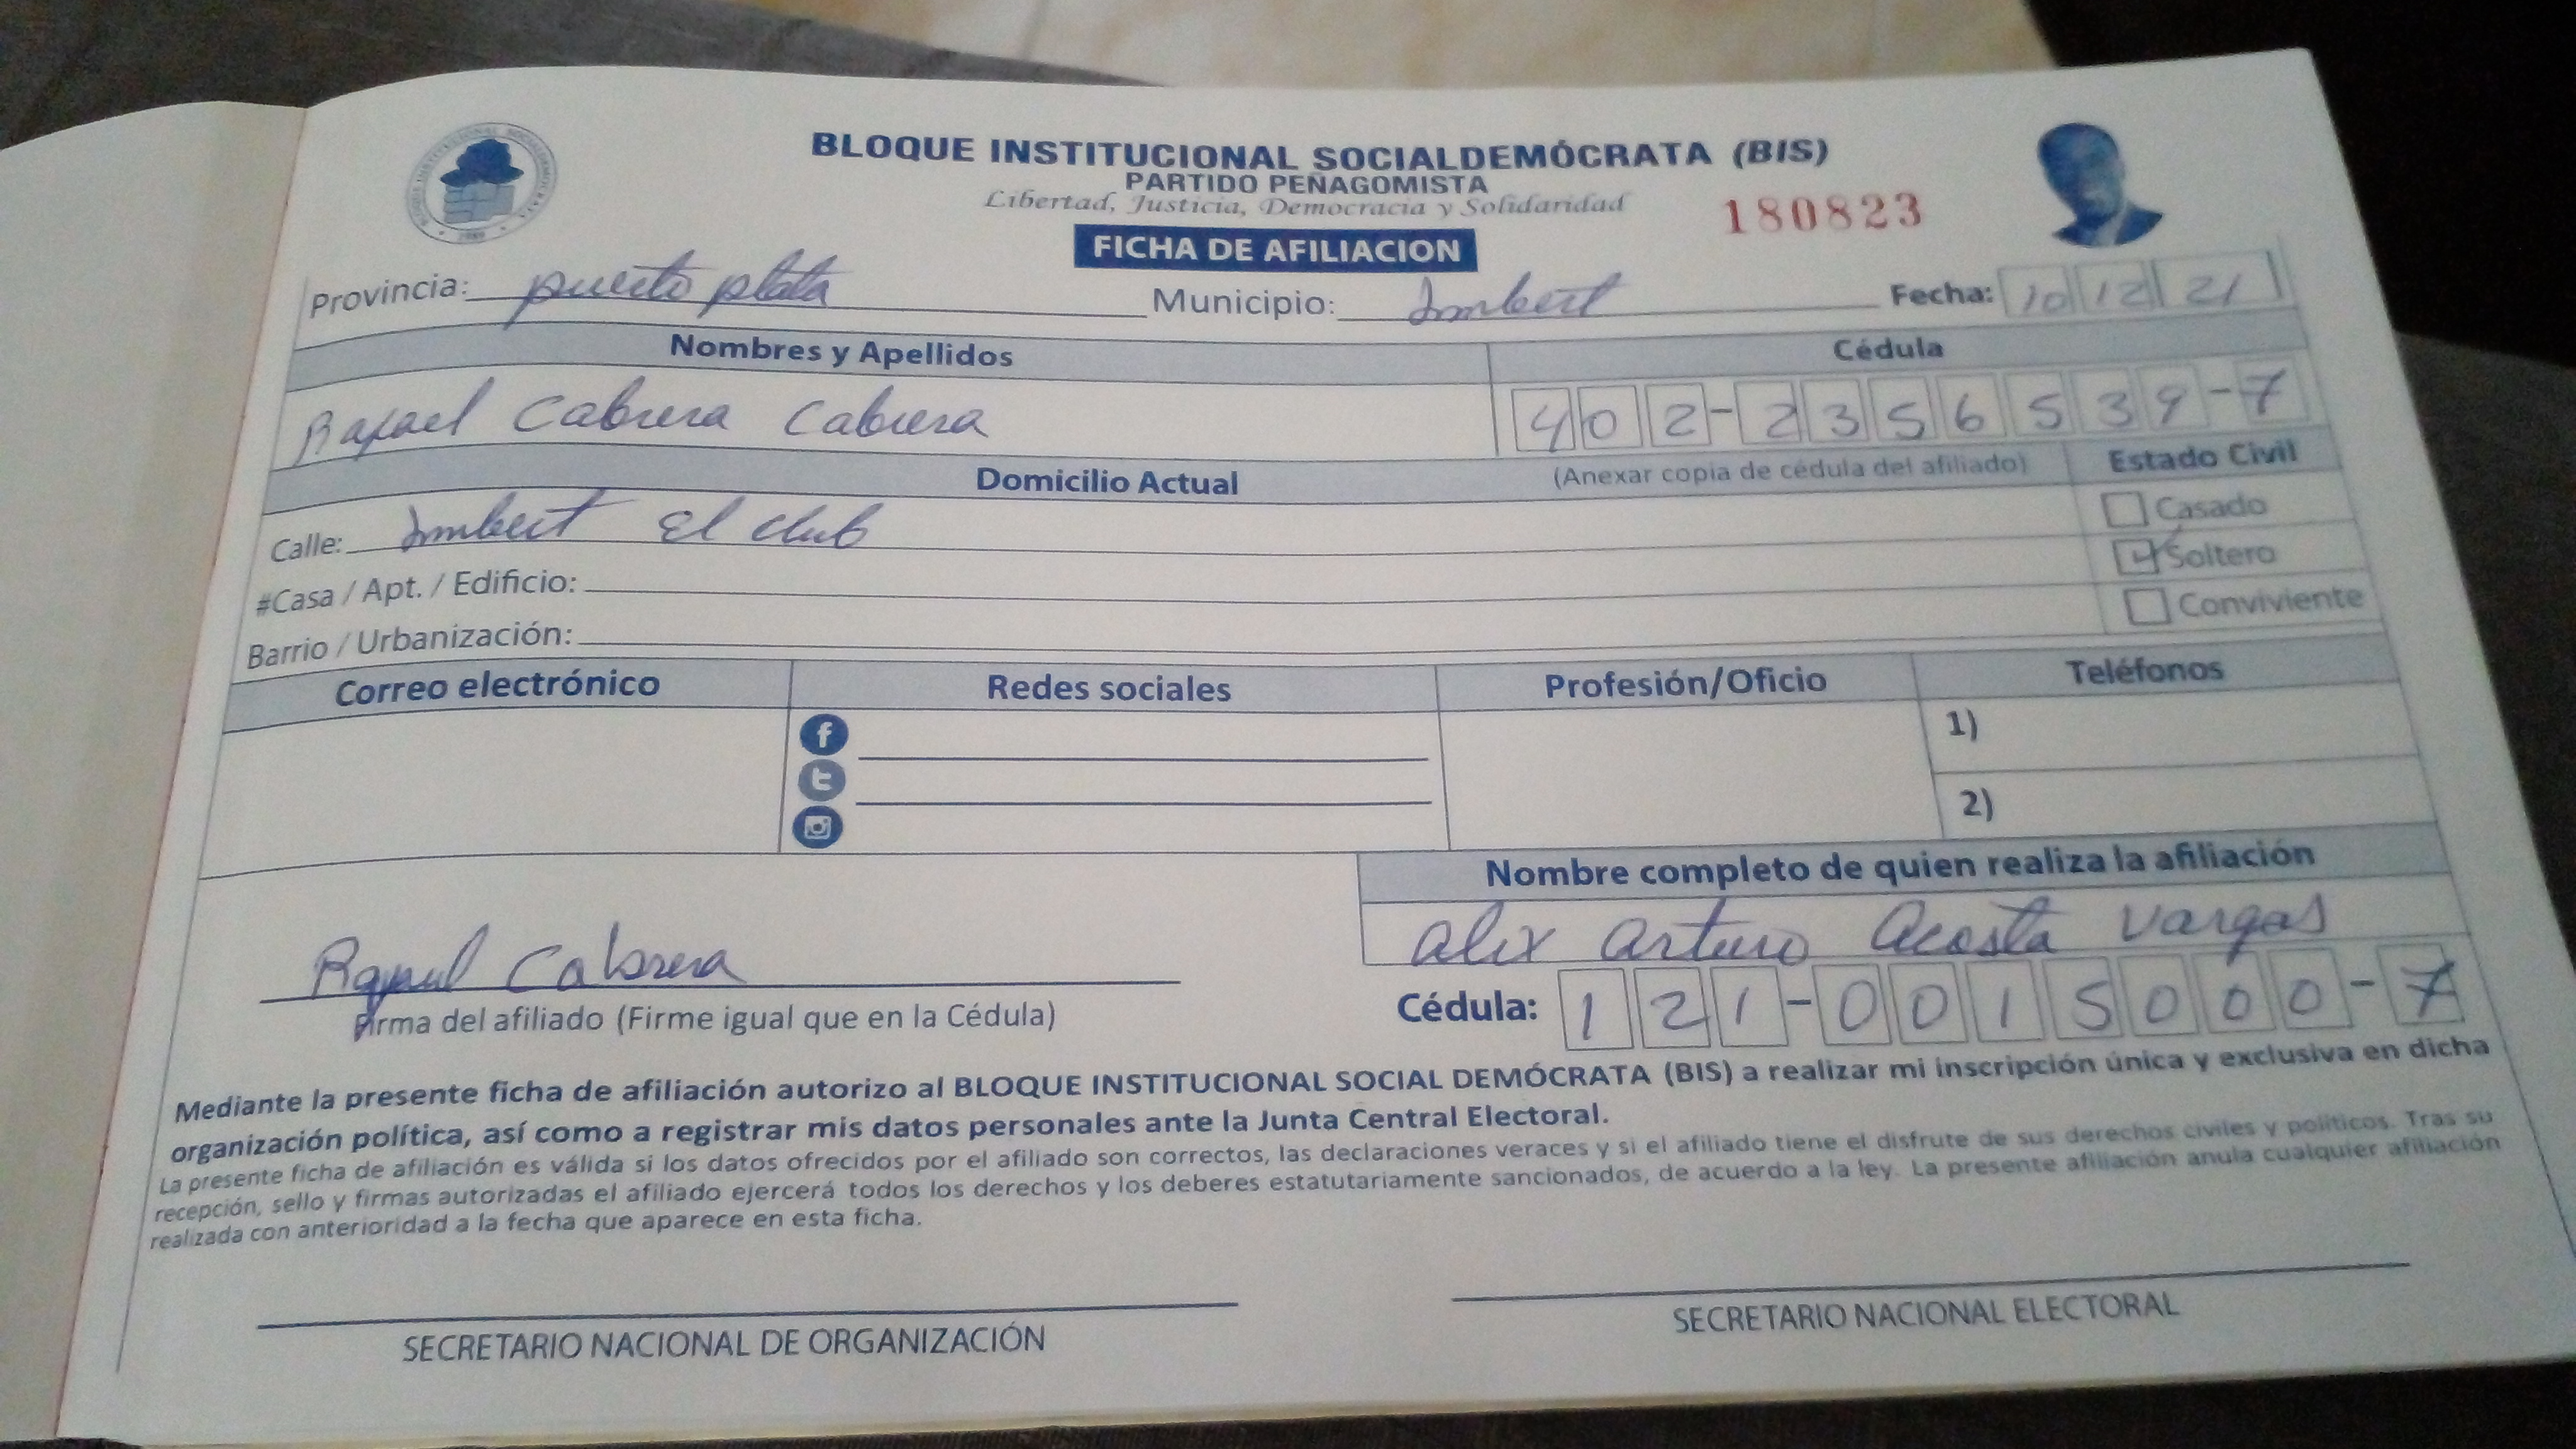 BLOQUE INSTITUCIONAL SOCIALDEMÓCRATA (BIS)
PARTIDO PEÑAGOMISTA
Libertad, Justicia, Democracia y Solidaridad
180823
FICHA DE AFILIACION
Provincia: puerto plata Municipio: Imbert Fecha: 10 12 21
Nombres y Apellidos Cédula
Rafael Cabrera Cabrera 402-2356539-7
Domicilio Actual (Anexar copia de cédula del afiliado) Estado Civil
Calle: Imbert El club
Casado
Soltero
#Casa / Apt. / Edificio:
Conviviente
Barrio / Urbanización:
Correo electrónico Redes sociales Profesión/Oficio Teléfonos
1)
2)
Nombre completo de quien realiza la afiliación
alix arturo Acosta vargas
Rafael Cabrera
Firma del afiliado (Firme igual que en la Cédula)
Cédula: 121-0015000-7
Mediante la presente ficha de afiliación autorizo al BLOQUE INSTITUCIONAL SOCIAL DEMÓCRATA (BIS) a realizar mi inscripción única y exclusiva en dicha
organización política, así como a registrar mis datos personales ante la Junta Central Electoral.
La presente ficha de afiliación es válida si los datos ofrecidos por el afiliado son correctos, las declaraciones veraces y si el afiliado tiene el disfrute de sus derechos civiles y políticos. Tras su
recepción, sello y firmas autorizadas el afiliado ejercerá todos los derechos y los deberes estatutariamente sancionados, de acuerdo a la ley. La presente afiliación anula cualquier afiliación
realizada con anterioridad a la fecha que aparece en esta ficha.
SECRETARIO NACIONAL DE ORGANIZACIÓN
SECRETARIO NACIONAL ELECTORAL